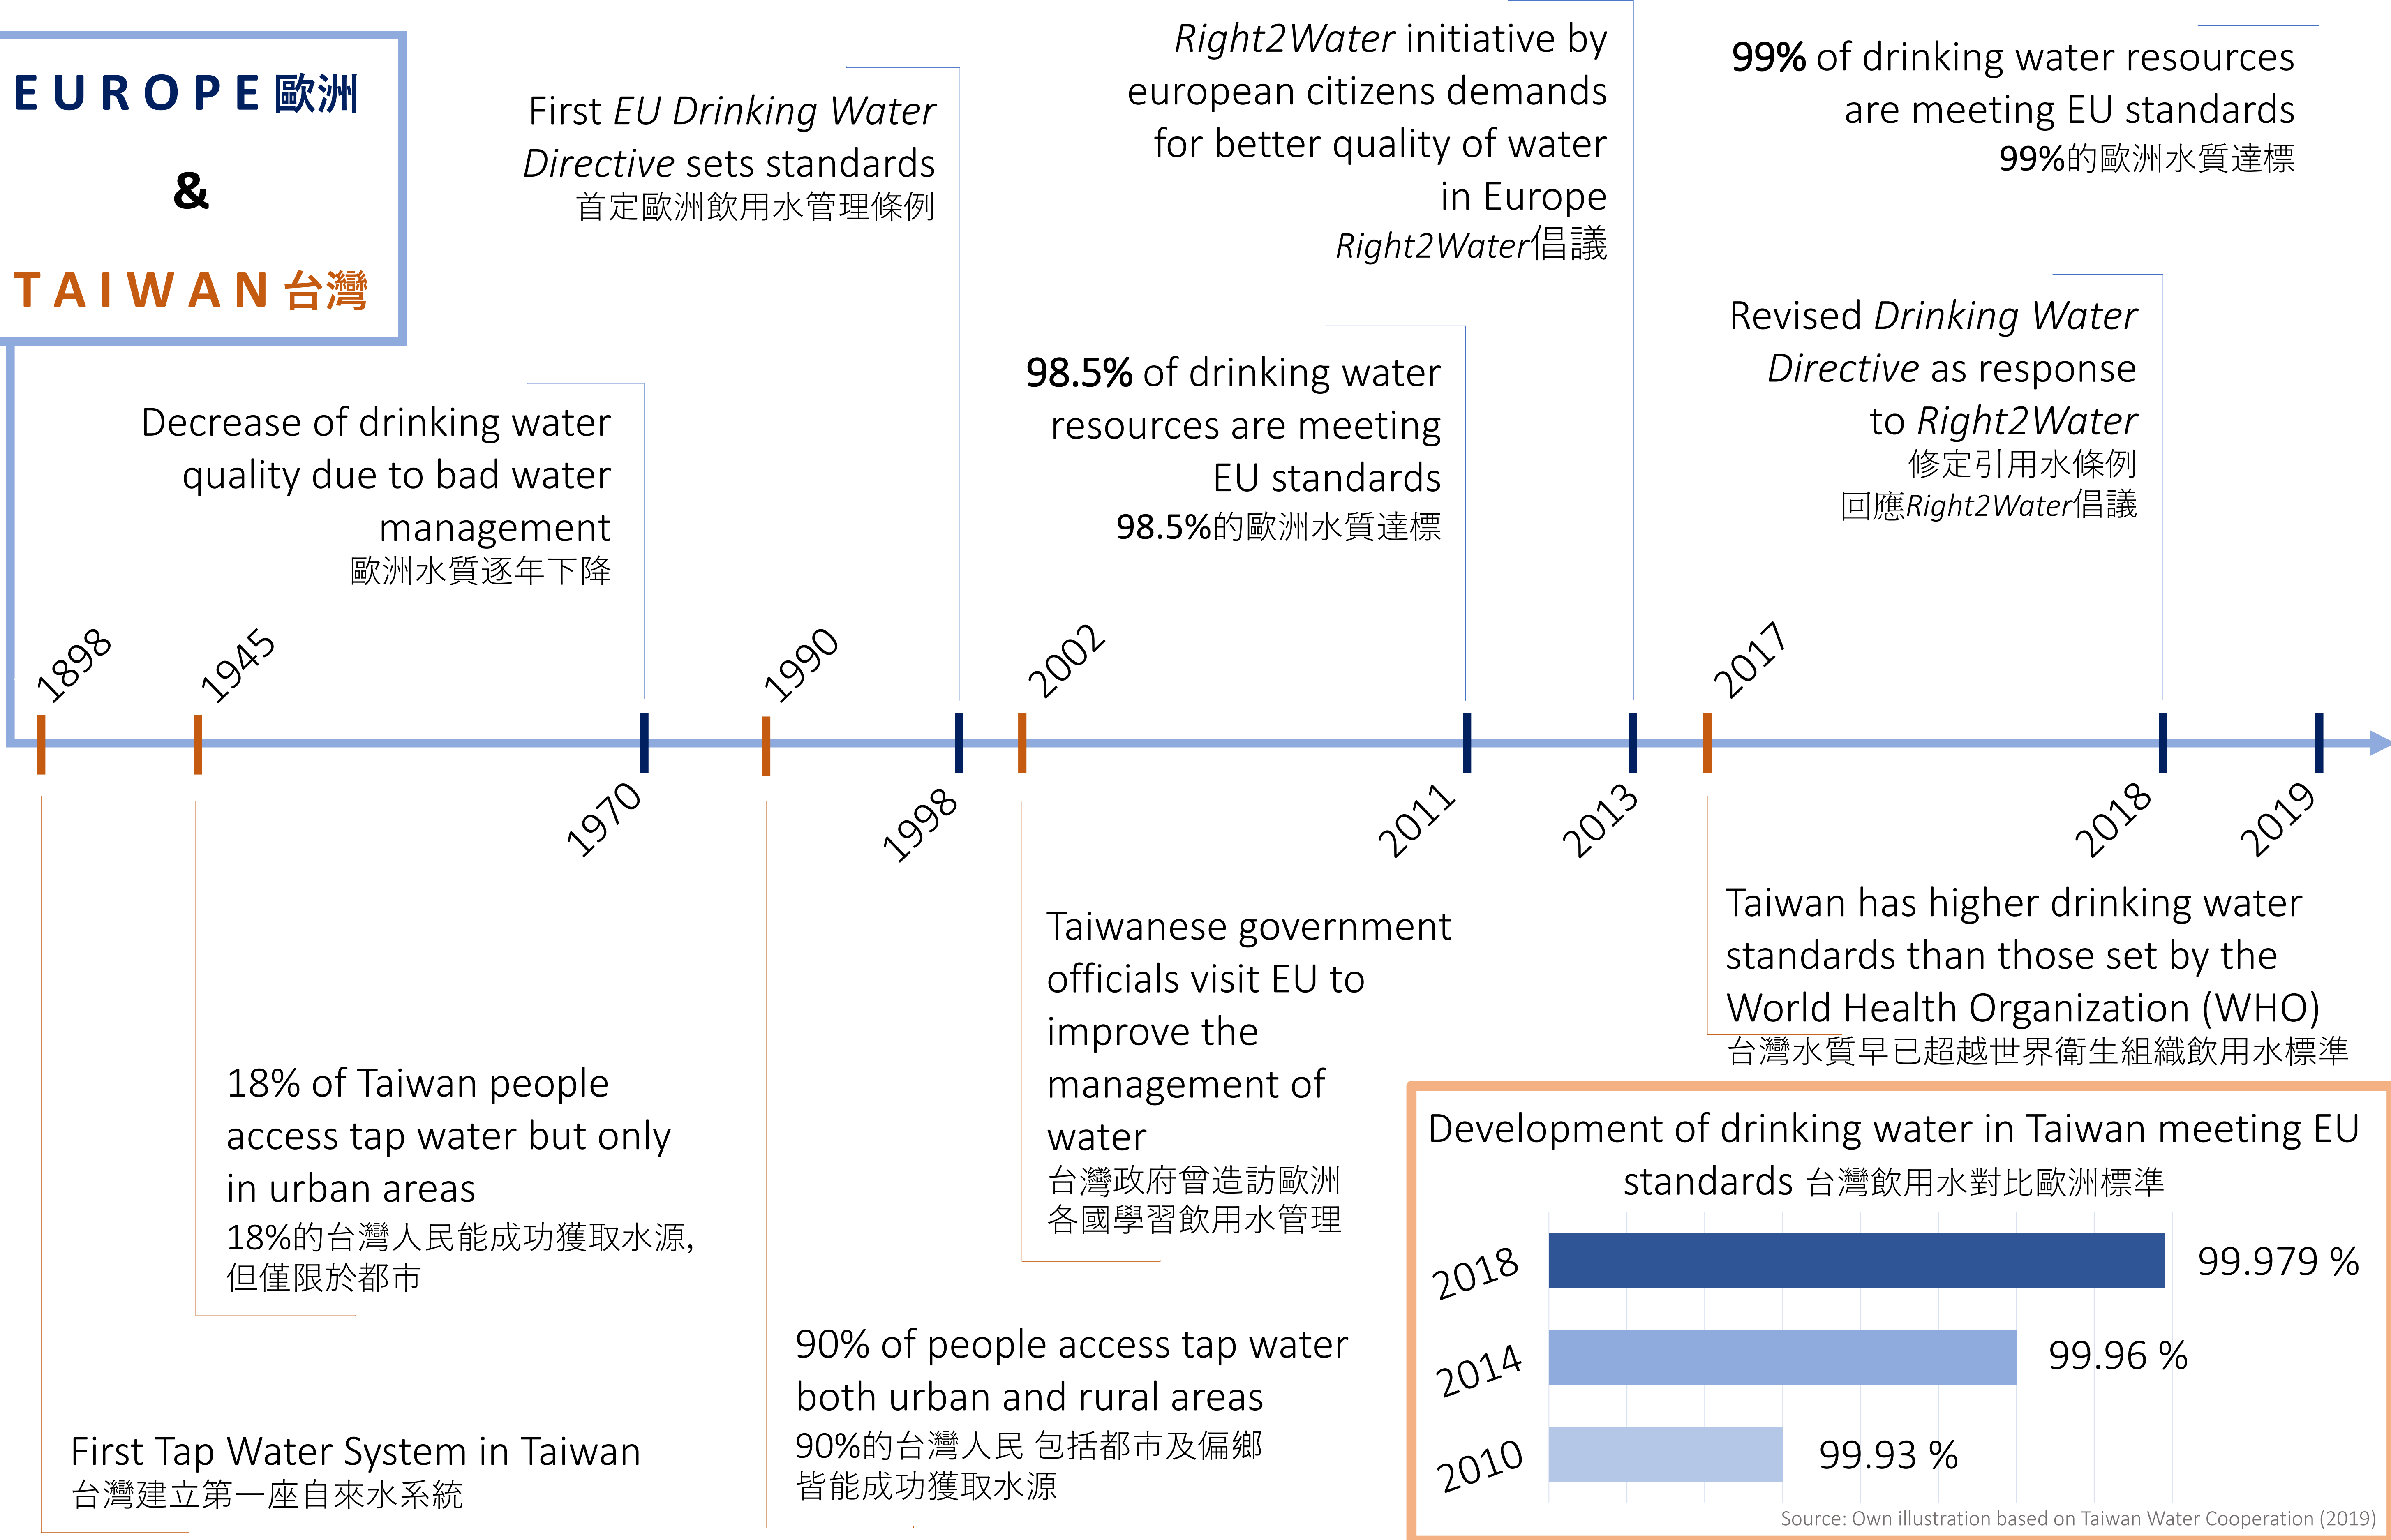 EUROPE歐洲
&
TAIWAN台灣
Decrease of drinking water
quality due to bad water
management
歐洲水質逐年下降
First EU Drinking Water
Directive sets standards
首定歐洲飲用水管理條例
98.5% of drinking water
resources are meeting
EU standards
98.5%的歐洲水質達標
Right2Water initiative by
european citizens demands
for better quality of water
in Europe
Right2Water倡議
Revised Drinking Water
Directive as response
to Right2Water
修定引用水條例
回應Right2Water倡議
99% of drinking water resources
are meeting EU standards
99%的歐洲水質達標
1898
1945
1970
1990
1998
2002
2011
2013
2017
2018
2019
First Tap Water System in Taiwan
台灣建立第一座自來水系統
18% of Taiwan people
access tap water but only
in urban areas
18%的台灣人民能成功獲取水源,
但僅限於都市
90% of people access tap water
both urban and rural areas
90%的台灣人民 包括都市及偏鄉
皆能成功獲取水源
Taiwanese government
officials visit EU to
improve the
management of
water
台灣政府曾造訪歐洲
各國學習飲用水管理
Taiwan has higher drinking water
standards than those set by the
World Health Organization (WHO)
台灣水質早已超越世界衛生組織飲用水標準
Development of drinking water in Taiwan meeting EU
standards 台灣飲用水對比歐洲標準
2018 99.979 %
2014 99.96 %
2010 99.93 %
Source: Own illustration based on Taiwan Water Cooperation (2019)